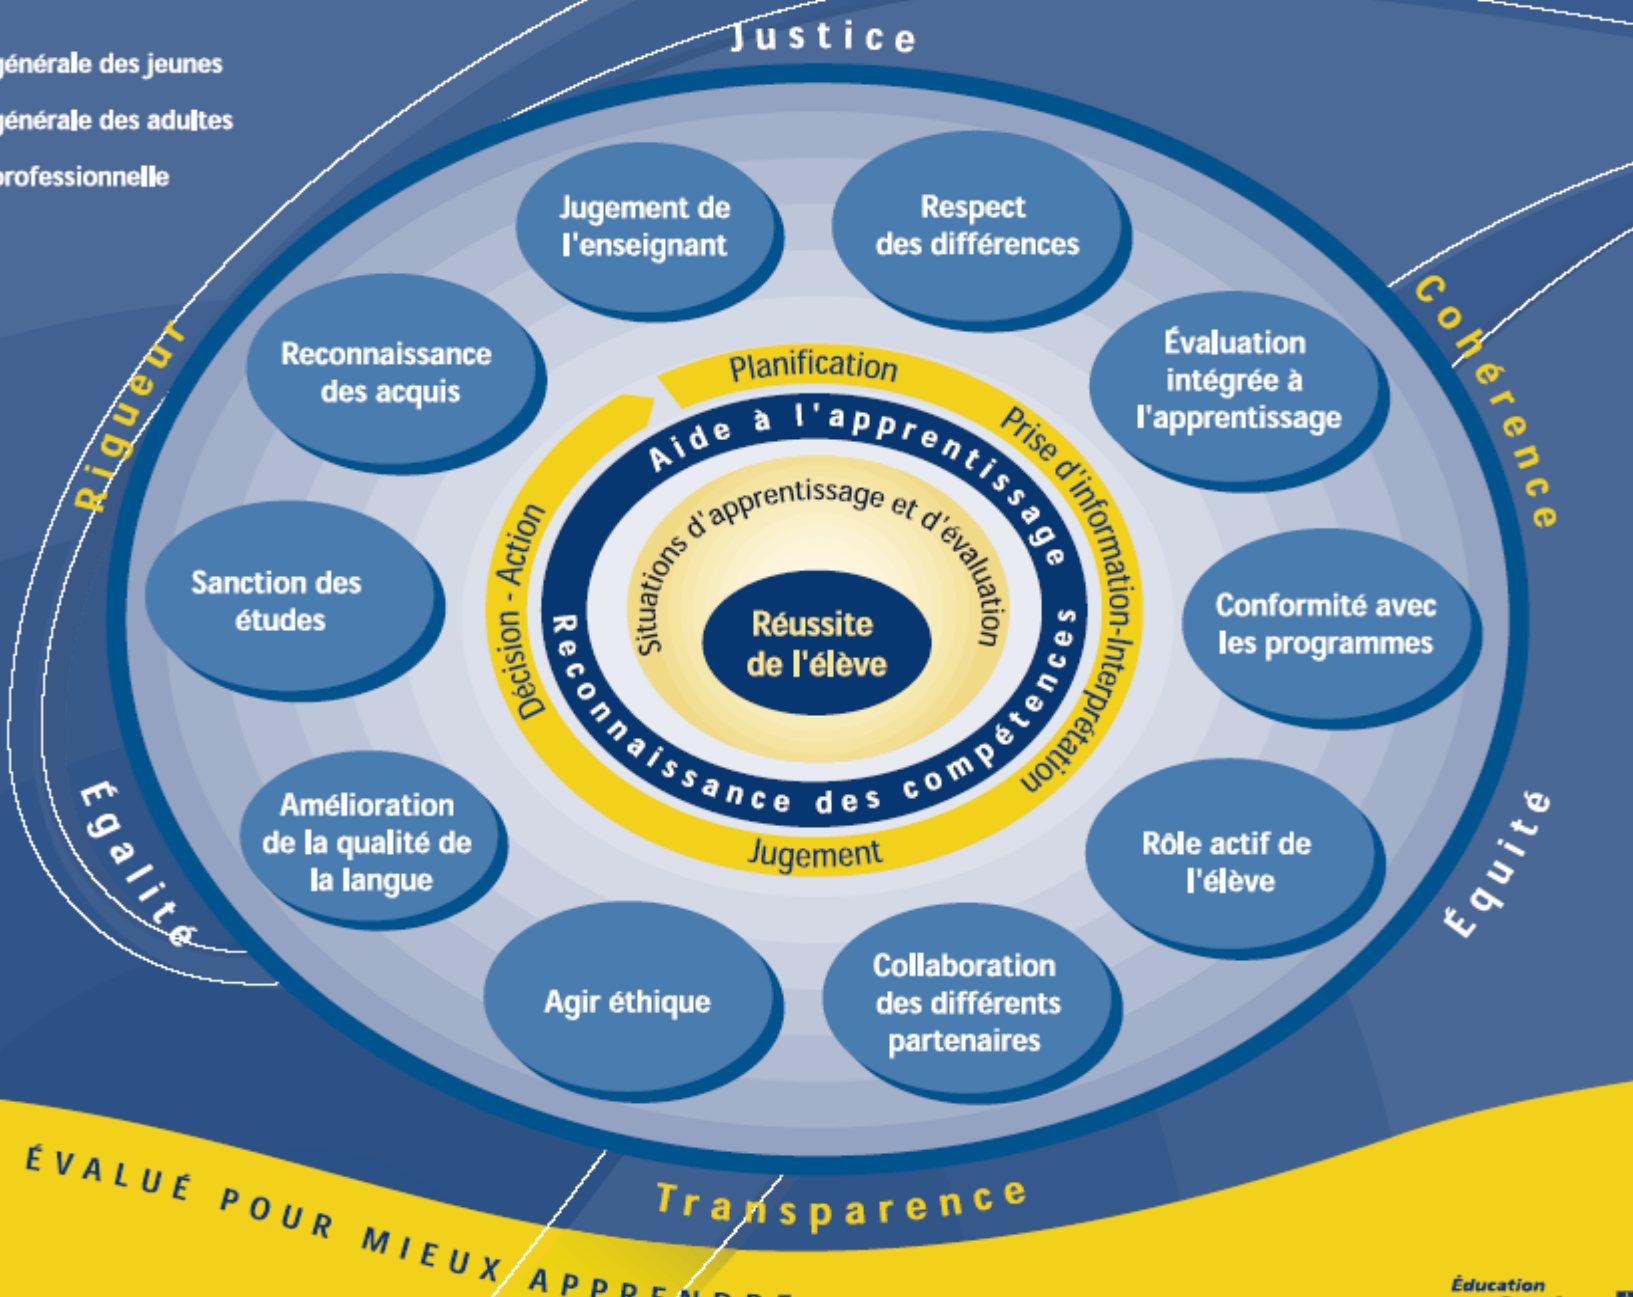 Justice
générale des jeunes
générale des adultes
professionnelle
Jugement de
l'enseignant
Respect
des différences
Cohérence
Rigueur
Reconnaissance
des acquis
Évaluation
intégrée à
l'apprentissage
Planification
Prise d'information-Interprétation
Jugement
Décision - Action
Aide à l'apprentissage
Reconnaissance des compétences
Situations d'apprentissage et d'évaluation
Réussite
de l'élève
Sanction des
études
Conformité avec
les programmes
Amélioration
de la qualité de
la langue
Rôle actif de
l'élève
Égalité
Équité
Agir éthique
Collaboration
des différents
partenaires
Transparence
ÉVALUÉ POUR MIEUX APPRENDRE
Éducation